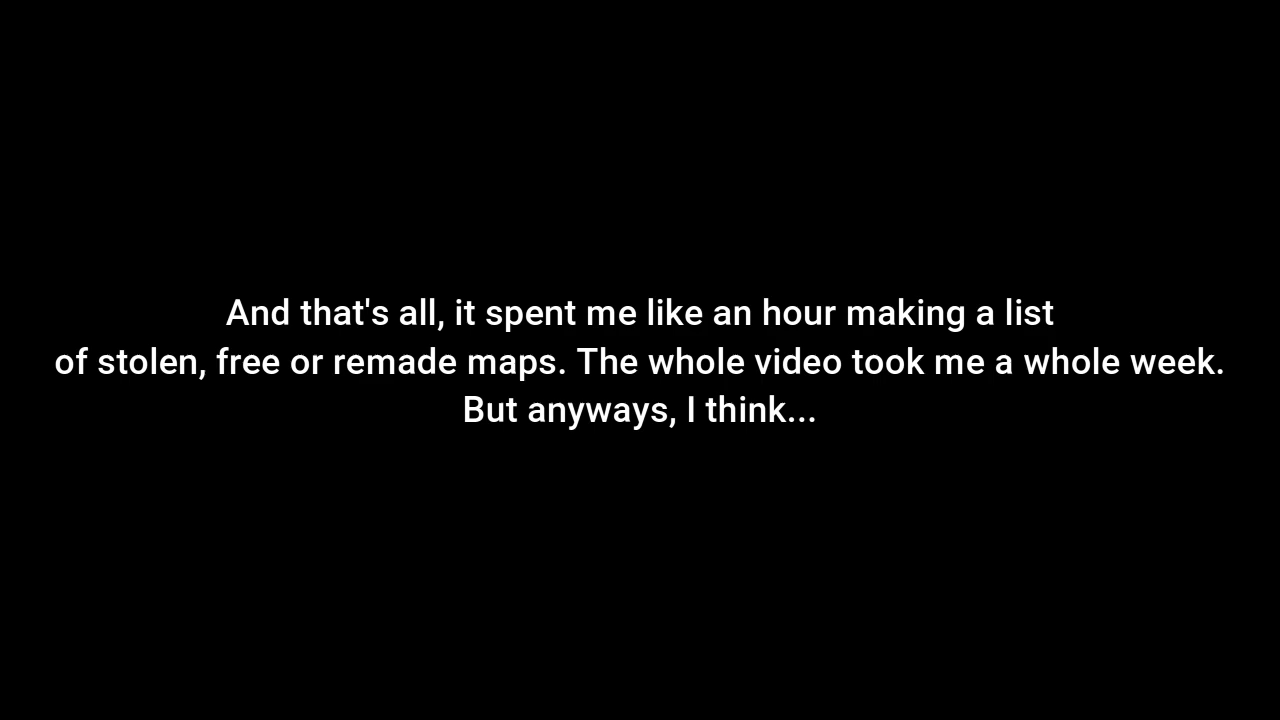 And that's all, it spent me like an hour making a list
of stolen, free or remade maps. The whole video took me a whole week.
But anyways, I think...